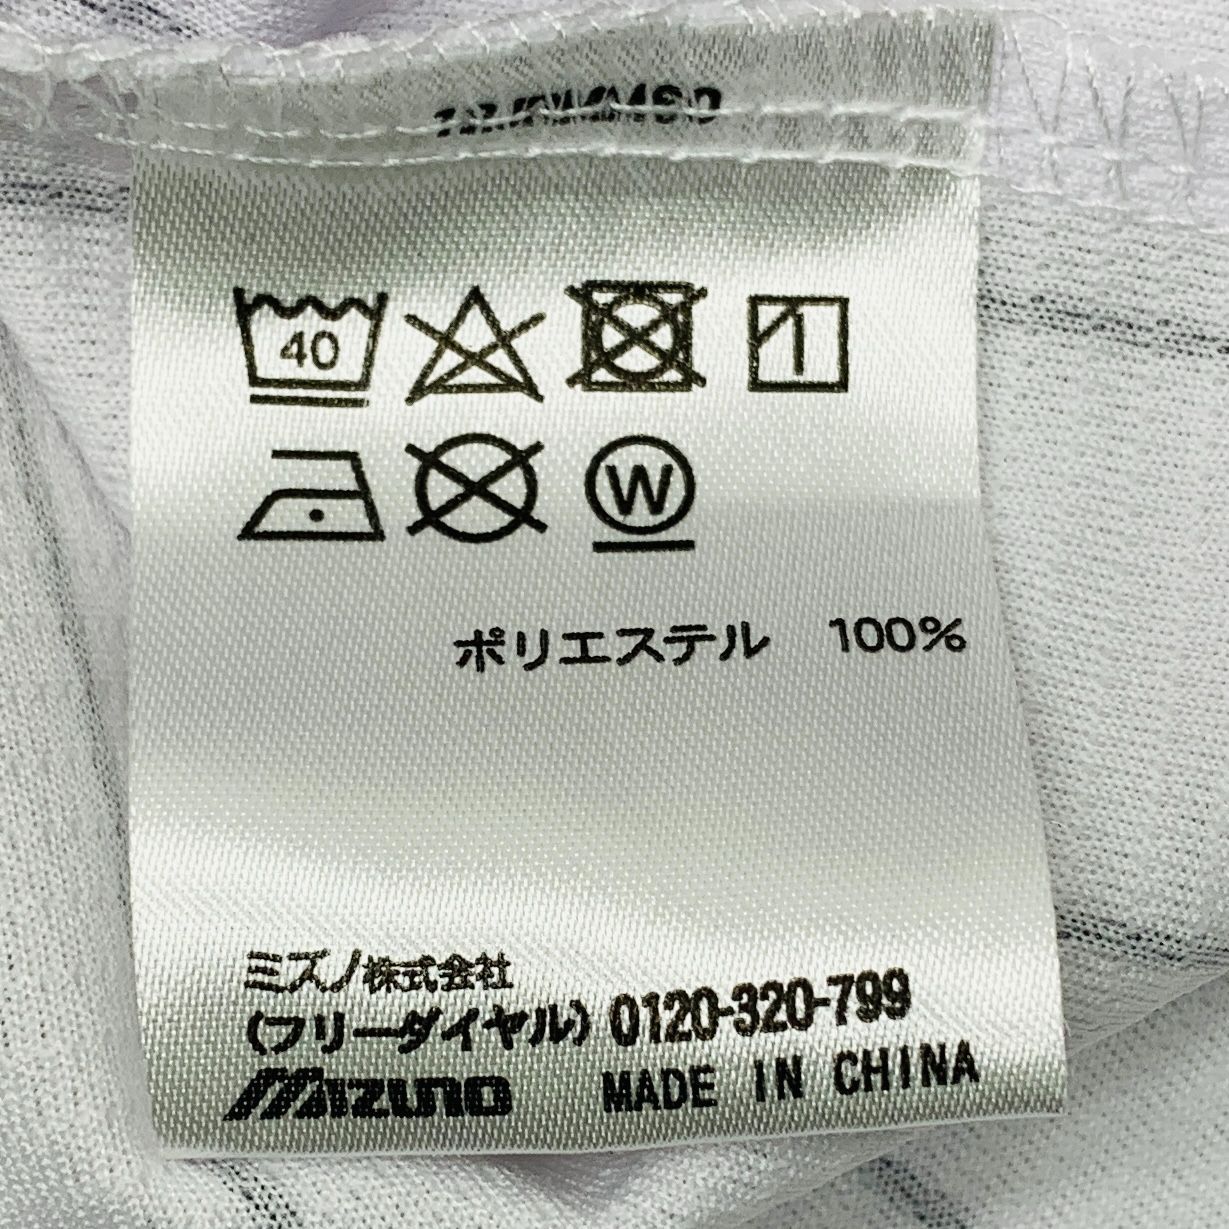 40
W
ポリエステル 100%
ミズノ株式会社
(フリーダイヤル) 0120-320-799
Mizuno MADE IN CHINA